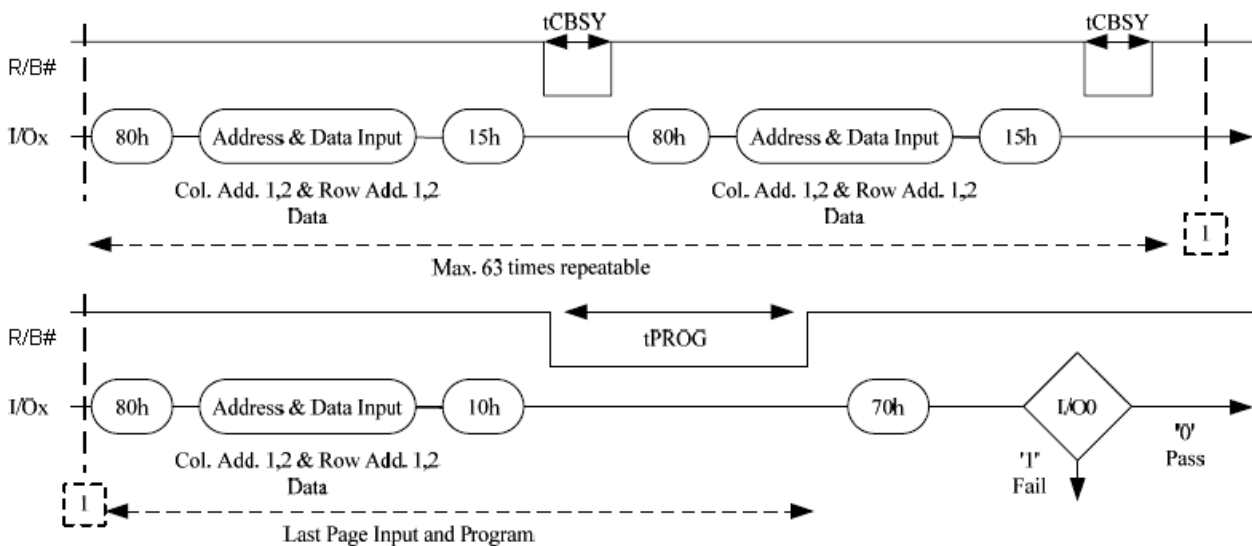 tCBSY tCBSY
R/B#
I/Ox 80h Address & Data Input 15h 80h Address & Data Input 15h
Col. Add. 1,2 & Row Add. 1,2 Col. Add. 1,2 & Row Add. 1,2
Data Data
1
Max. 63 times repeatable
R/B#
tPROG
I/Ox 80h Address & Data Input 10h 70h I/O0
'0'
Pass
Col. Add. 1,2 & Row Add. 1,2 '1'
Data Fail
1
Last Page Input and Program